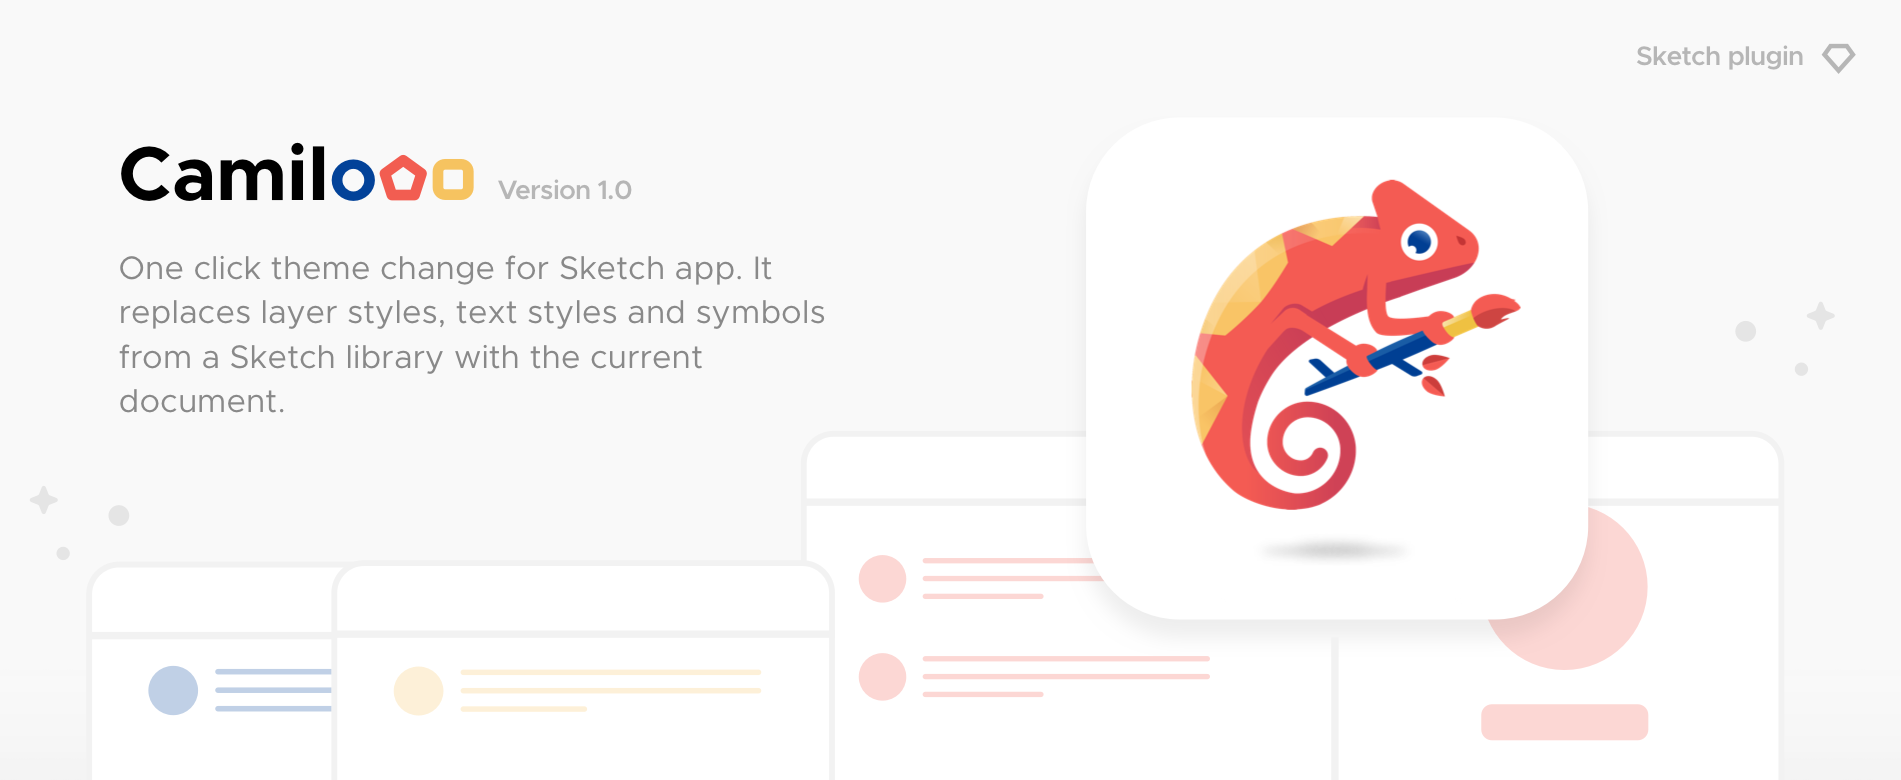 Sketch plugin
Camilo
Version 1.0
One click theme change for Sketch app. It
replaces layer styles, text styles and symbols
from a Sketch library with the current
document.